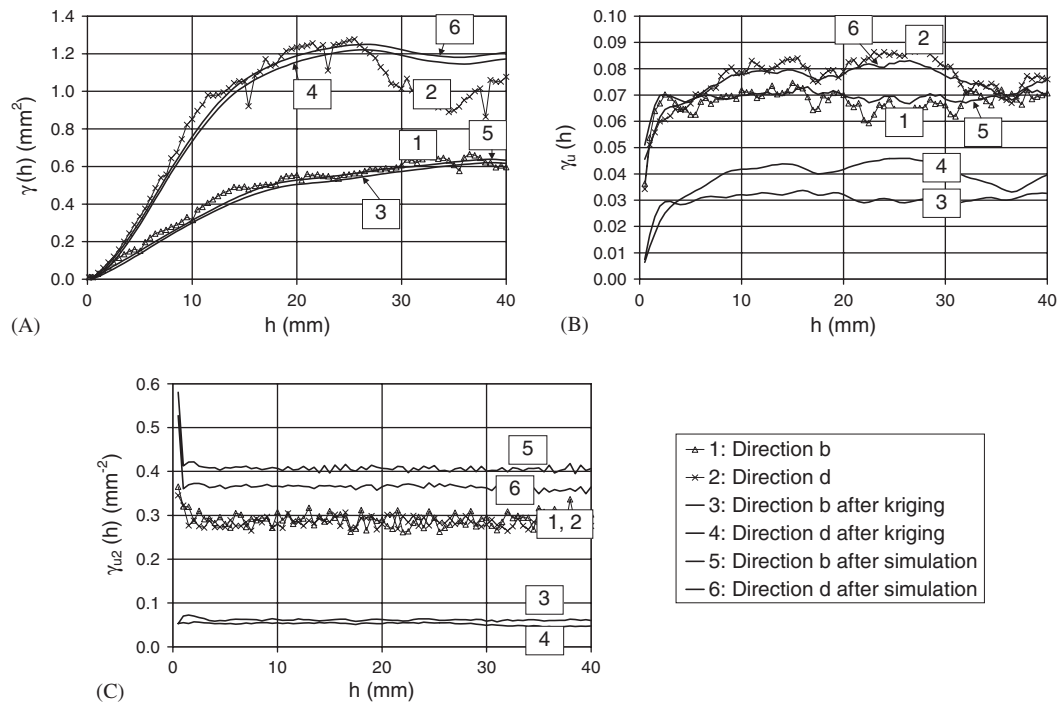 1.4
1.2
1.0
0.8
0.6
0.4
0.2
0.0
γ (h) (mm²)
0 10 20 30 40
h (mm)
(A)
6
4
2
1
5
3
0.10
0.09
0.08
0.07
0.06
0.05
0.04
0.03
0.02
0.01
0.00
γu (h)
0 10 20 30 40
h (mm)
(B)
6
2
1
5
4
3
0.6
0.5
0.4
0.3
0.2
0.1
0.0
γu2 (h) (mm⁻²)
0 10 20 30 40
h (mm)
(C)
5
6
1, 2
3
4
1: Direction b
2: Direction d
3: Direction b after kriging
4: Direction d after kriging
5: Direction b after simulation
6: Direction d after simulation